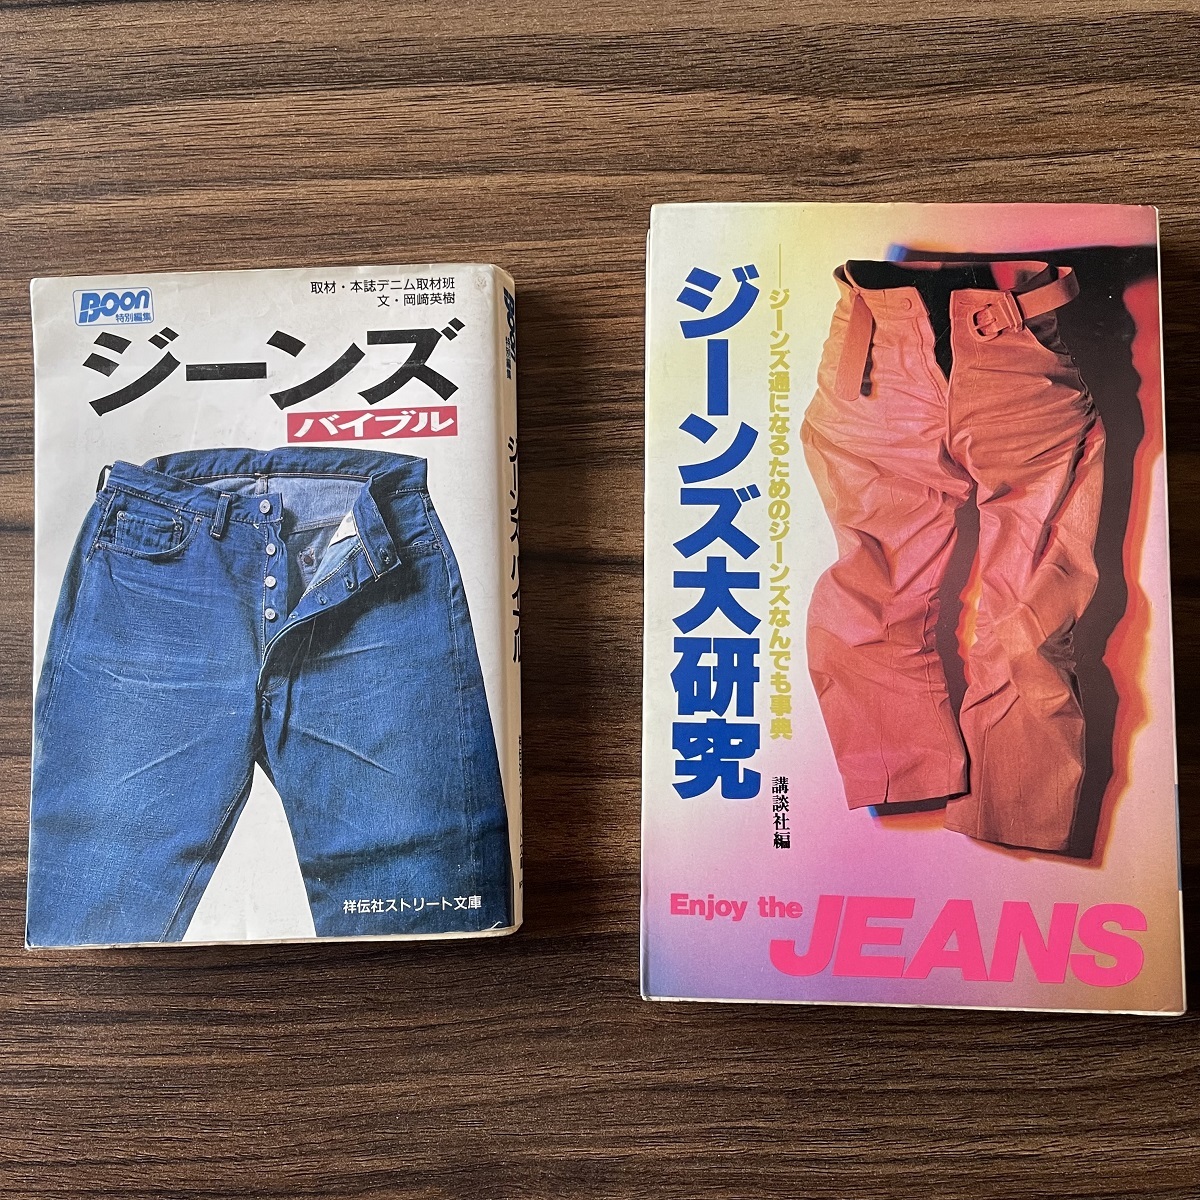 Boon
特別編集
取材・本誌デニム取材班
文・岡﨑英樹
ジーンズ
バイブル
祥伝社ストリート文庫
Boon
ジーンズ バイブル
ジーンズ大研究
──ジーンズ通になるためのジーンズなんでも事典
講談社編
Enjoy the JEANS